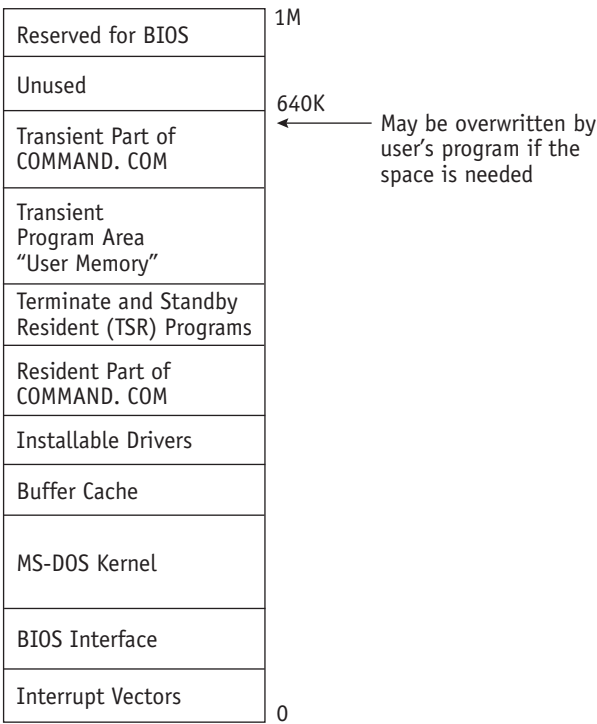 1M
Reserved for BIOS
Unused
640K
Transient Part of
COMMAND. COM
May be overwritten by
user’s program if the
space is needed
Transient
Program Area
“User Memory”
Terminate and Standby
Resident (TSR) Programs
Resident Part of
COMMAND. COM
Installable Drivers
Buffer Cache
MS-DOS Kernel
BIOS Interface
Interrupt Vectors
0